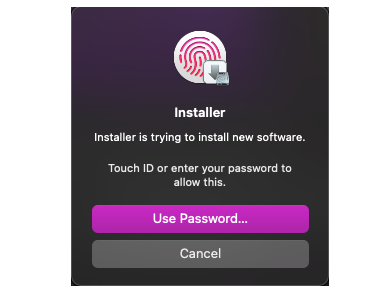 Installer
Installer is trying to install new software.
Touch ID or enter your password to
allow this.
Use Password...
Cancel